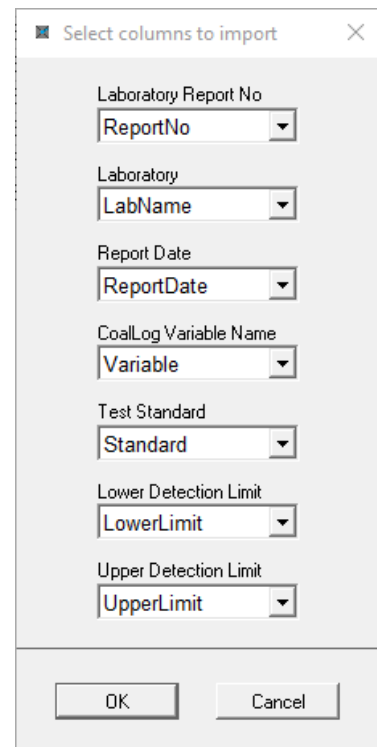 Select columns to import
Laboratory Report No
ReportNo
Laboratory
LabName
Report Date
ReportDate
CoalLog Variable Name
Variable
Test Standard
Standard
Lower Detection Limit
LowerLimit
Upper Detection Limit
UpperLimit
OK Cancel